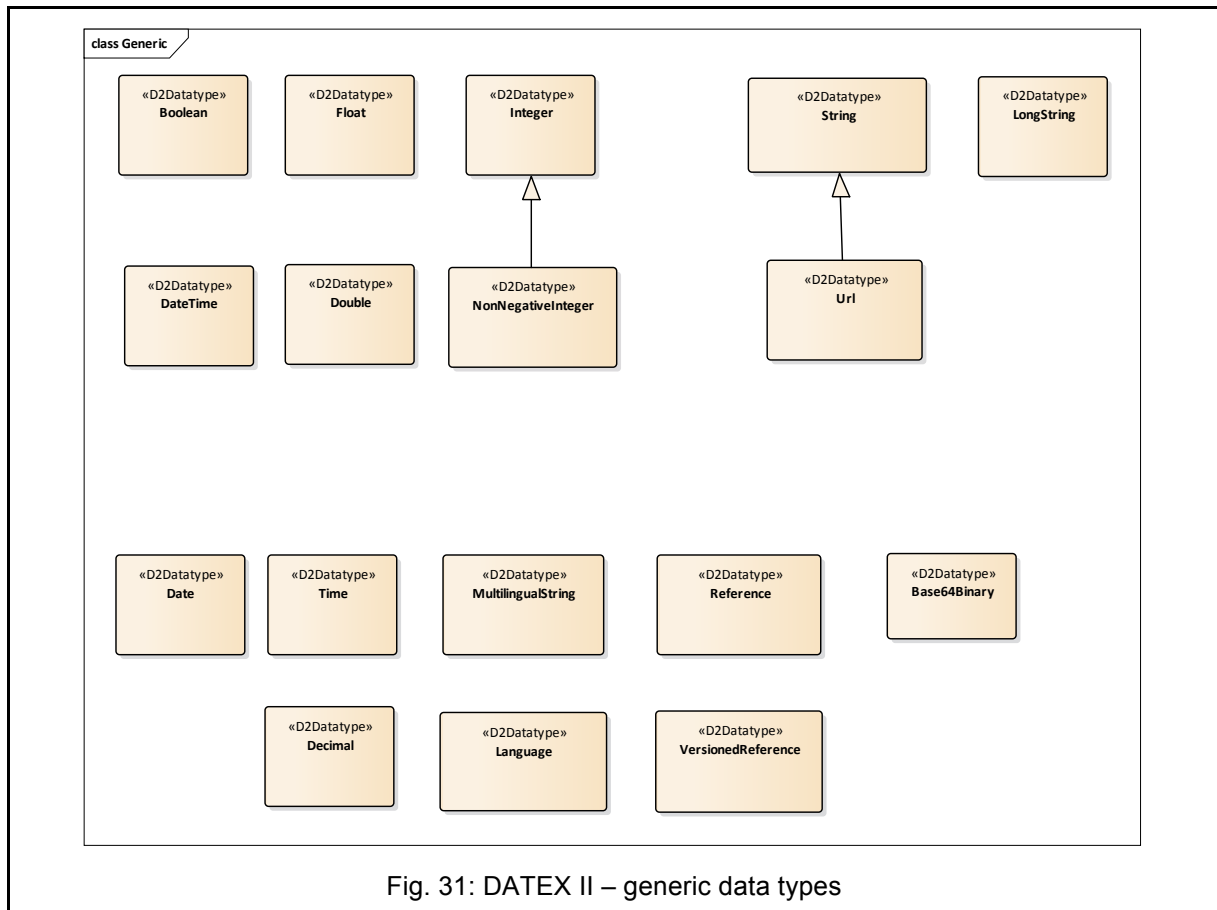 class Generic
«D2Datatype»
Boolean
«D2Datatype»
Float
«D2Datatype»
Integer
«D2Datatype»
String
«D2Datatype»
LongString
«D2Datatype»
DateTime
«D2Datatype»
Double
«D2Datatype»
NonNegativeInteger
«D2Datatype»
Url
«D2Datatype»
Date
«D2Datatype»
Time
«D2Datatype»
MultilingualString
«D2Datatype»
Reference
«D2Datatype»
Base64Binary
«D2Datatype»
Decimal
«D2Datatype»
Language
«D2Datatype»
VersionedReference
Fig. 31: DATEX II – generic data types